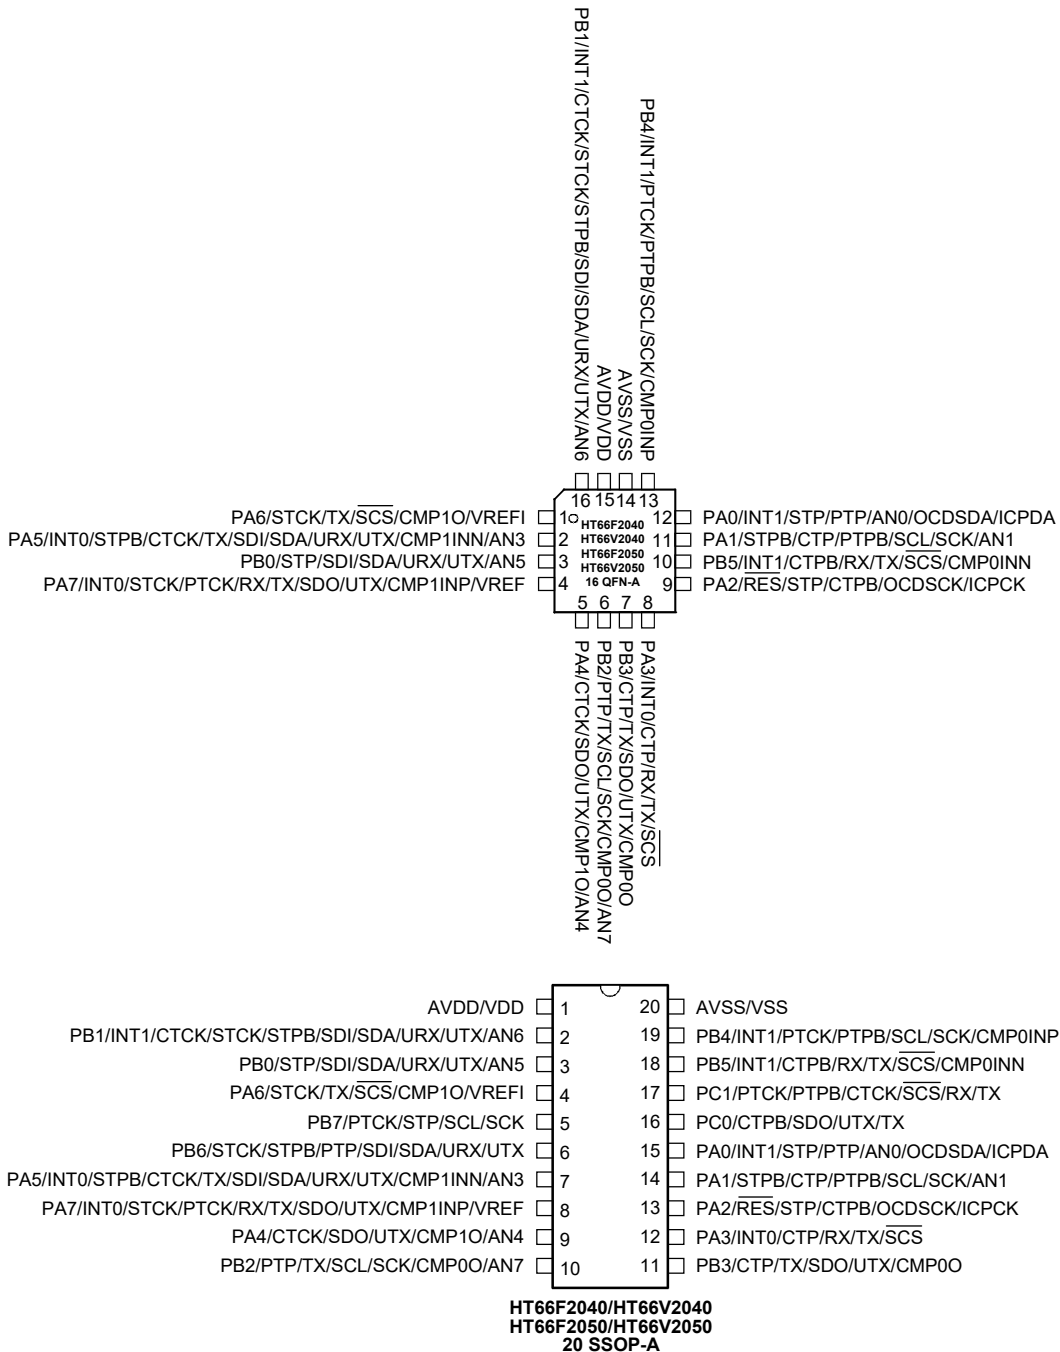 PB1/INT1/CTCK/STCK/STPB/SDI/SDA/URX/UTX/AN6
AVDD/VDD
AVSS/VSS
PB4/INT1/PTCK/PTPB/SCL/SCK/CMP0INP
16 15 14 13
PA6/STCK/TX/SCS/CMP1O/VREFI 1
PA5/INT0/STPB/CTCK/TX/SDI/SDA/URX/UTX/CMP1INN/AN3 2
PB0/STP/SDI/SDA/URX/UTX/AN5 3
PA7/INT0/STCK/PTCK/RX/TX/SDO/UTX/CMP1INP/VREF 4
HT66F2040
HT66V2040
HT66F2050
HT66V2050
16 QFN-A
12 PA0/INT1/STP/PTP/AN0/OCDSDA/ICPDA
11 PA1/STPB/CTP/PTPB/SCL/SCK/AN1
10 PB5/INT1/CTPB/RX/TX/SCS/CMP0INN
9 PA2/RES/STP/CTPB/OCDSCK/ICPCK
5 6 7 8
PA4/CTCK/SDO/UTX/CMP1O/AN4
PB2/PTP/TX/SCL/SCK/CMP0O/AN7
PB3/CTP/TX/SDO/UTX/CMP0O
PA3/INT0/CTP/RX/TX/SCS
AVDD/VDD 1 20 AVSS/VSS
PB1/INT1/CTCK/STCK/STPB/SDI/SDA/URX/UTX/AN6 2 19 PB4/INT1/PTCK/PTPB/SCL/SCK/CMP0INP
PB0/STP/SDI/SDA/URX/UTX/AN5 3 18 PB5/INT1/CTPB/RX/TX/SCS/CMP0INN
PA6/STCK/TX/SCS/CMP1O/VREFI 4 17 PC1/PTCK/PTPB/CTCK/SCS/RX/TX
PB7/PTCK/STP/SCL/SCK 5 16 PC0/CTPB/SDO/UTX/TX
PB6/STCK/STPB/PTP/SDI/SDA/URX/UTX 6 15 PA0/INT1/STP/PTP/AN0/OCDSDA/ICPDA
PA5/INT0/STPB/CTCK/TX/SDI/SDA/URX/UTX/CMP1INN/AN3 7 14 PA1/STPB/CTP/PTPB/SCL/SCK/AN1
PA7/INT0/STCK/PTCK/RX/TX/SDO/UTX/CMP1INP/VREF 8 13 PA2/RES/STP/CTPB/OCDSCK/ICPCK
PA4/CTCK/SDO/UTX/CMP1O/AN4 9 12 PA3/INT0/CTP/RX/TX/SCS
PB2/PTP/TX/SCL/SCK/CMP0O/AN7 10 11 PB3/CTP/TX/SDO/UTX/CMP0O
HT66F2040/HT66V2040
HT66F2050/HT66V2050
20 SSOP-A